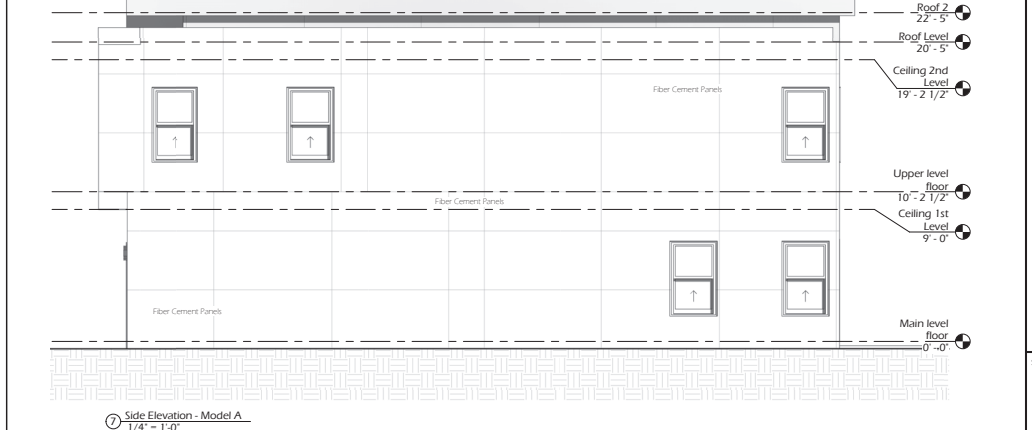 Roof 2
22' - 5"
Roof Level
20' - 5"
Ceiling 2nd
Level
19' - 2 1/2"
Fiber Cement Panels
Upper level
floor
10' - 2 1/2"
Fiber Cement Panels
Ceiling 1st
Level
9' - 0"
Fiber Cement Panels
Main level
floor
0' - 0"
7 Side Elevation - Model A
1/4" = 1'-0"